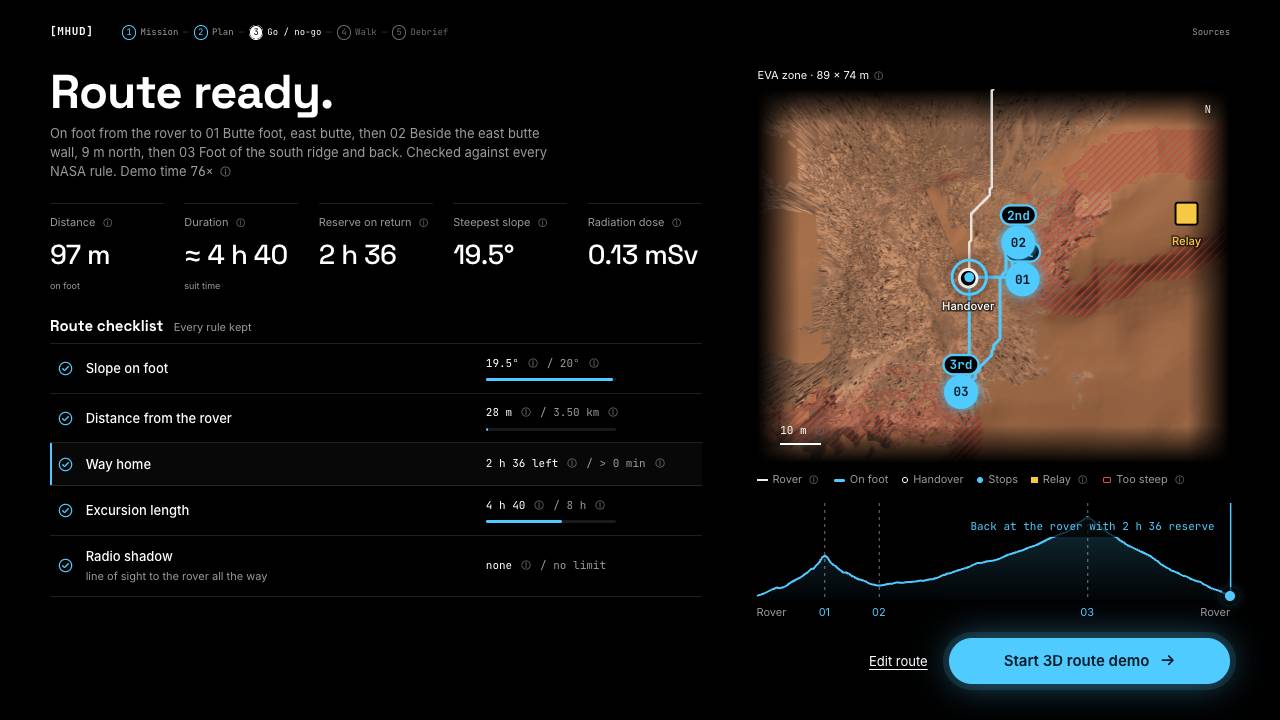 [MHUD]
1 Mission – 2 Plan – 3 Go / no-go – 4 Walk – 5 Debrief
Sources
Route ready.
On foot from the rover to 01 Butte foot, east butte, then 02 Beside the east butte
wall, 9 m north, then 03 Foot of the south ridge and back. Checked against every
NASA rule. Demo time 76× ⓘ
Distance ⓘ
97 m
on foot
Duration ⓘ
≈ 4 h 40
suit time
Reserve on return ⓘ
2 h 36
Steepest slope ⓘ
19.5°
Radiation dose ⓘ
0.13 mSv
Route checklist Every rule kept
Slope on foot
19.5° ⓘ / 20° ⓘ
Distance from the rover
28 m ⓘ / 3.50 km ⓘ
Way home
2 h 36 left ⓘ / > 0 min ⓘ
Excursion length
4 h 40 ⓘ / 8 h ⓘ
Radio shadow
line of sight to the rover all the way
none ⓘ / no limit
EVA zone · 89 × 74 m ⓘ
N
2nd
02
01
Relay
Handover
3rd
03
10 m
Rover ⓘ On foot Handover Stops Relay ⓘ Too steep ⓘ
Back at the rover with 2 h 36 reserve
Rover 01 02 03 Rover
Edit route
Start 3D route demo →